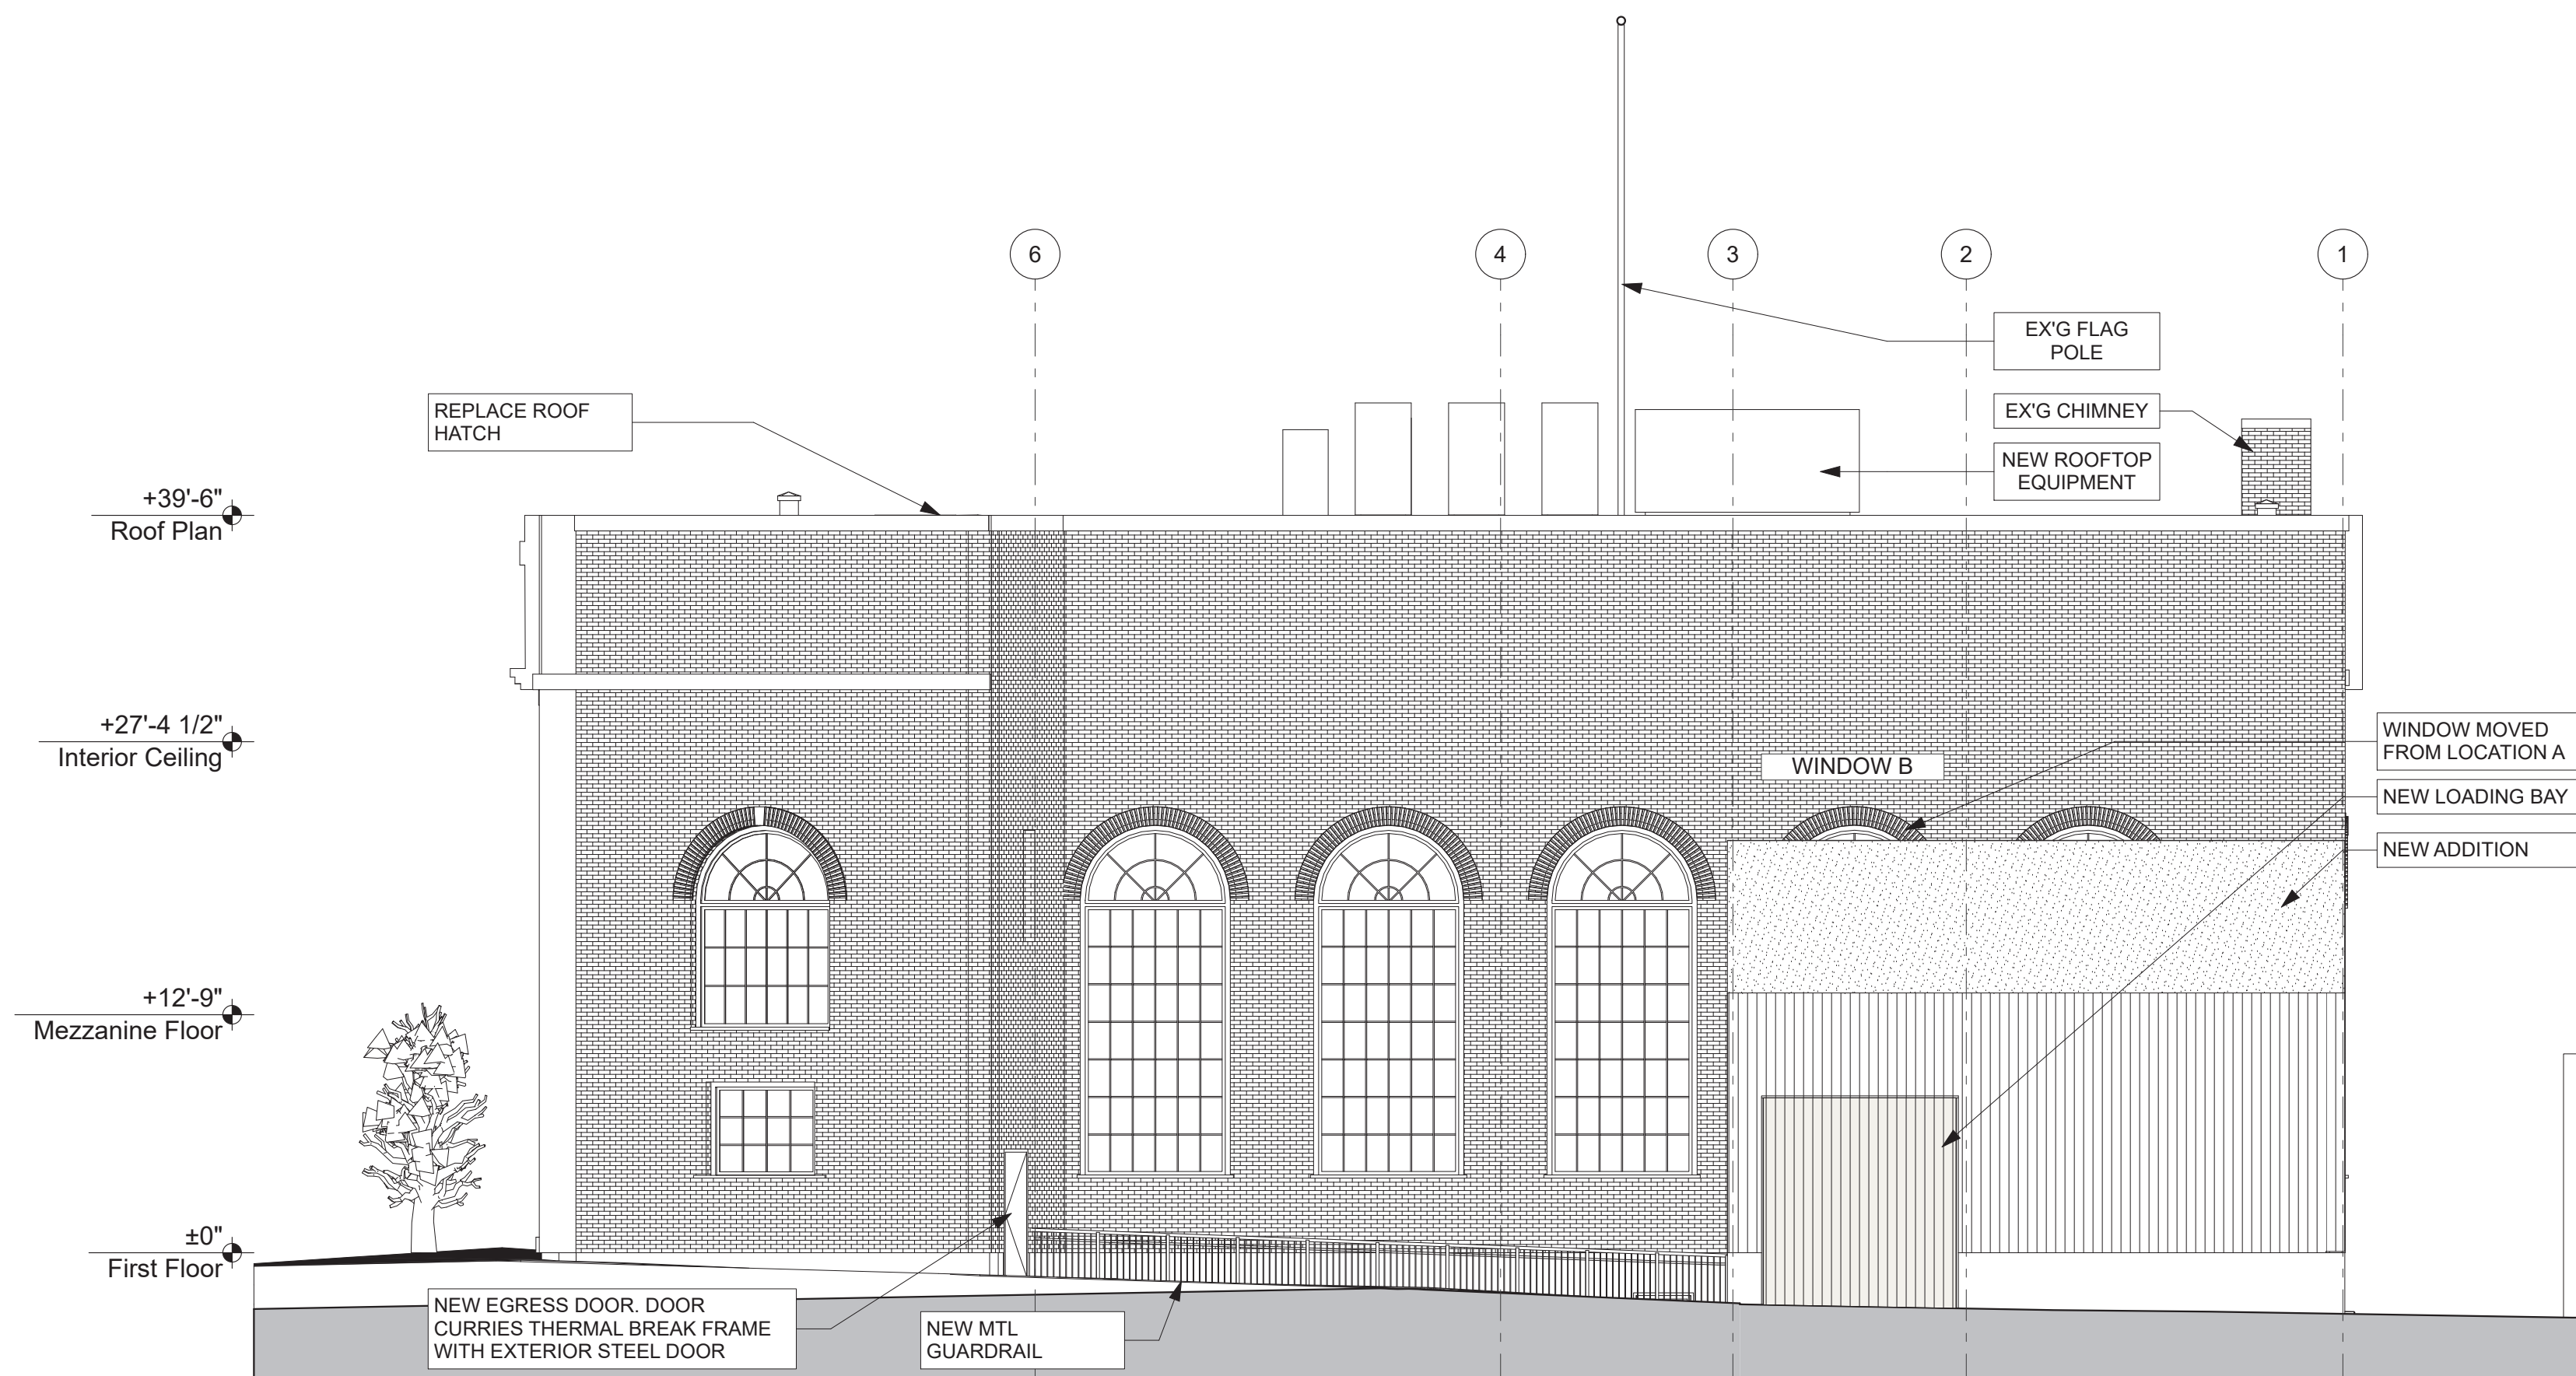 6
4
3
2
1
EX'G FLAG
POLE
REPLACE ROOF
HATCH
EX'G CHIMNEY
NEW ROOFTOP
EQUIPMENT
+39'-6"
Roof Plan
+27'-4 1/2"
Interior Ceiling
WINDOW B
WINDOW MOVED
FROM LOCATION A
NEW LOADING BAY
NEW ADDITION
+12'-9"
Mezzanine Floor
±0"
First Floor
NEW EGRESS DOOR. DOOR
CURRIES THERMAL BREAK FRAME
WITH EXTERIOR STEEL DOOR
NEW MTL
GUARDRAIL